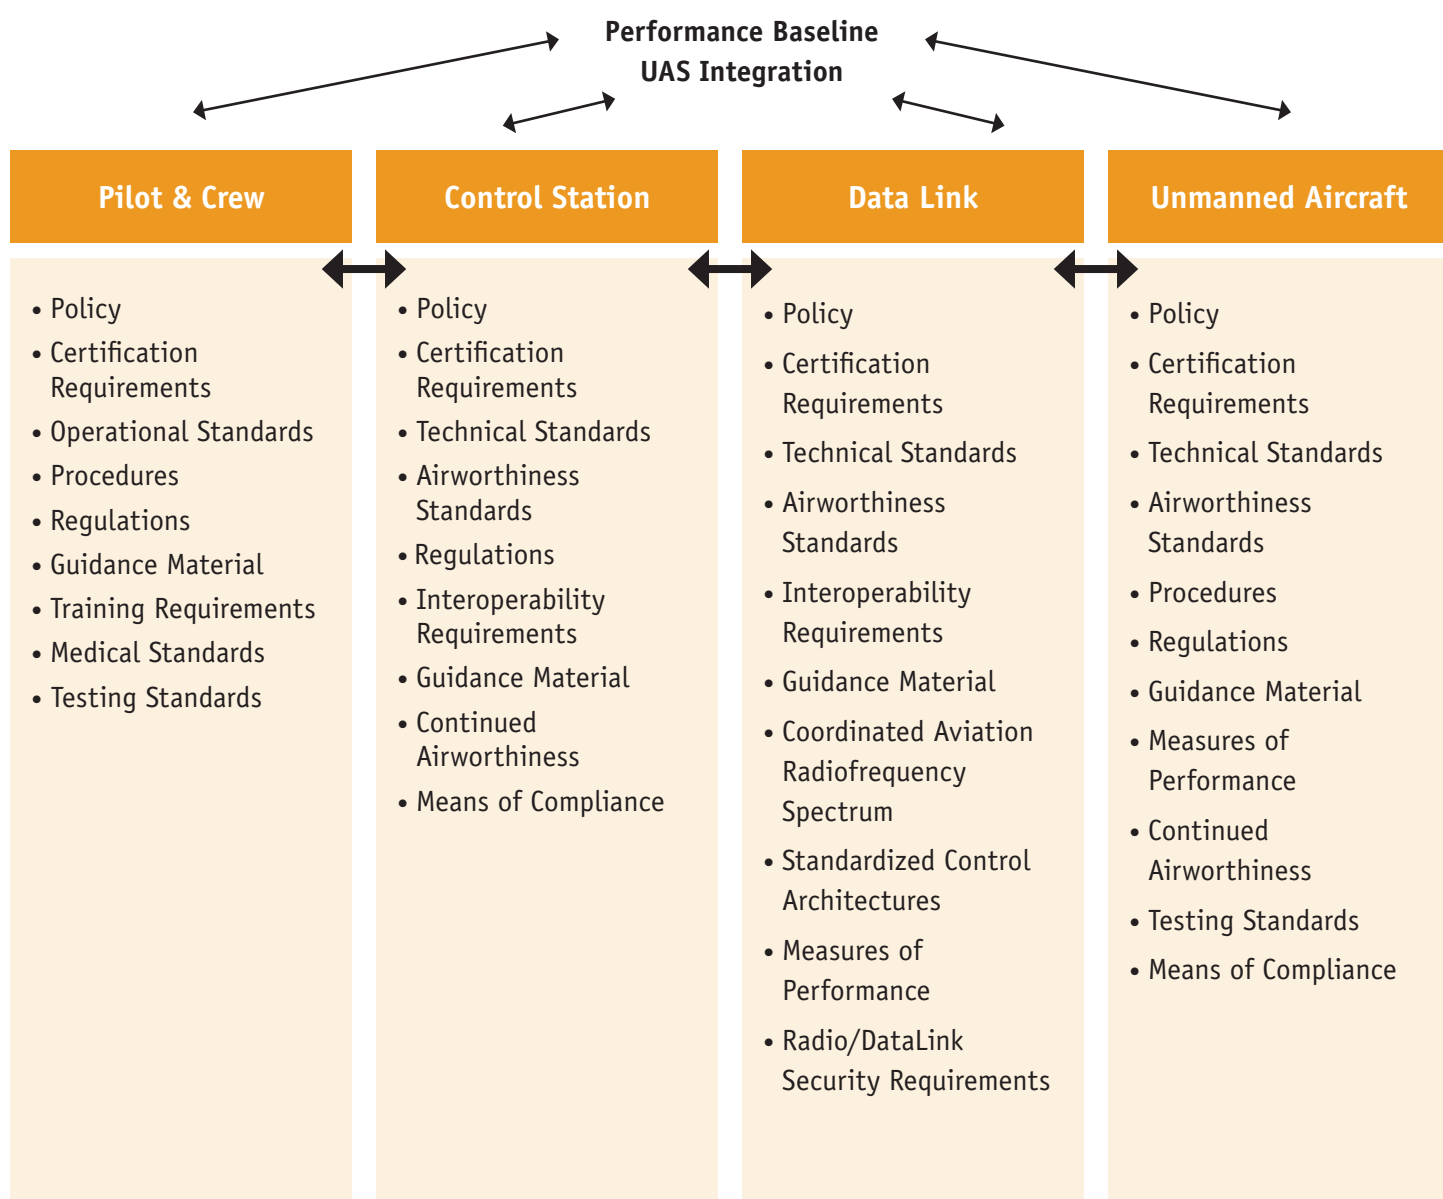 Performance Baseline
UAS Integration
Pilot & Crew
• Policy
• Certification
Requirements
• Operational Standards
• Procedures
• Regulations
• Guidance Material
• Training Requirements
• Medical Standards
• Testing Standards
Control Station
• Policy
• Certification
Requirements
• Technical Standards
• Airworthiness
Standards
• Regulations
• Interoperability
Requirements
• Guidance Material
• Continued
Airworthiness
• Means of Compliance
Data Link
• Policy
• Certification
Requirements
• Technical Standards
• Airworthiness
Standards
• Interoperability
Requirements
• Guidance Material
• Coordinated Aviation
Radiofrequency
Spectrum
• Standardized Control
Architectures
• Measures of
Performance
• Radio/DataLink
Security Requirements
Unmanned Aircraft
• Policy
• Certification
Requirements
• Technical Standards
• Airworthiness
Standards
• Procedures
• Regulations
• Guidance Material
• Measures of
Performance
• Continued
Airworthiness
• Testing Standards
• Means of Compliance